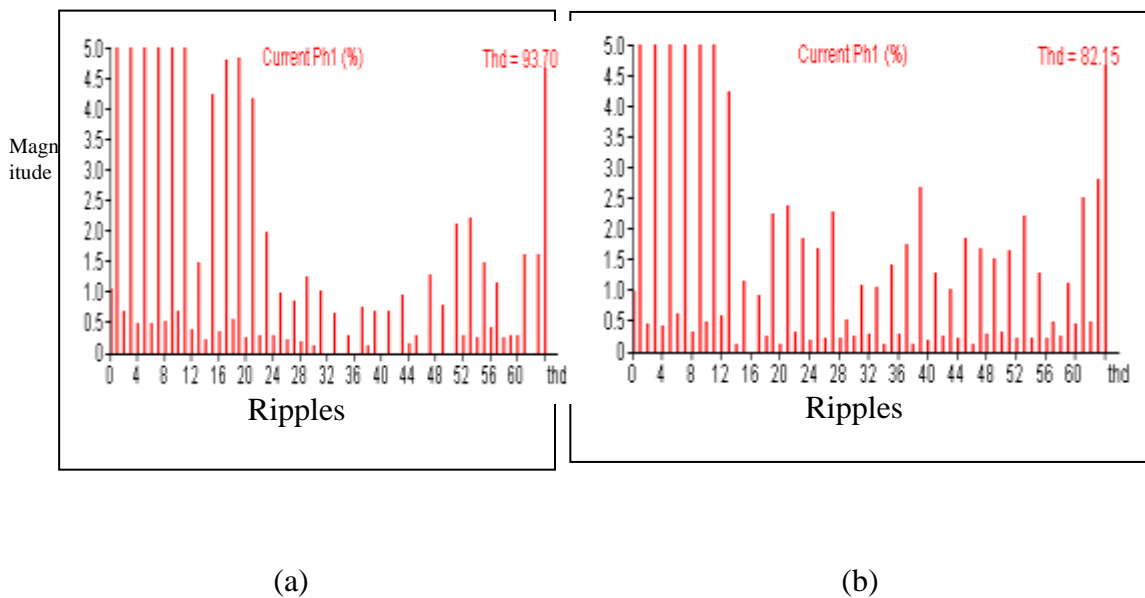 Current Ph1 (%)
Thd = 93.70
5.0
4.5
4.0
3.5
3.0
2.5
2.0
1.5
1.0
0.5
0
Magn
itude
0 4 8 12 16 20 24 28 32 36 40 44 48 52 56 60 thd
Ripples
Current Ph1 (%)
Thd = 82.15
5.0
4.5
4.0
3.5
3.0
2.5
2.0
1.5
1.0
0.5
0
0 4 8 12 16 20 24 28 32 36 40 44 48 52 56 60 thd
Ripples
(a)
(b)